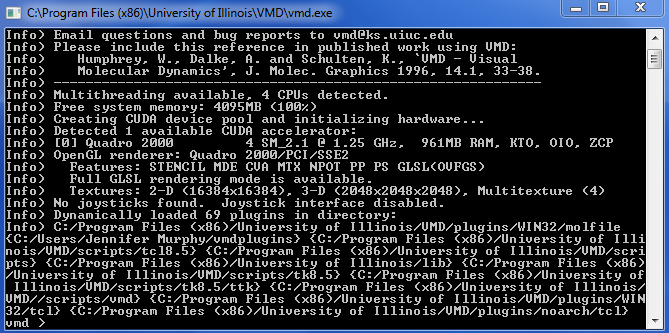 C:\Program Files (x86)\University of Illinois\VMD\vmd.exe
Info) Email questions and bug reports to vmd@ks.uiuc.edu
Info) Please include this reference in published work using VMD:
Info)    Humphrey, W., Dalke, A. and Schulten, K., `VMD - Visual
Info)    Molecular Dynamics', J. Molec. Graphics 1996, 14.1, 33-38.
Info) -------------------------------------------------------------
Info) Multithreading available, 4 CPUs detected.
Info) Free system memory: 4095MB (100%)
Info) Creating CUDA device pool and initializing hardware...
Info) Detected 1 available CUDA accelerator:
Info) [0] Quadro 2000          4 SM_2.1 @ 1.25 GHz,  961MB RAM, KTO, OIO, ZCP
Info) OpenGL renderer: Quadro 2000/PCI/SSE2
Info)   Features: STENCIL MDE CVA MTX NPOT PP PS GLSL(OVFGS)
Info)   Full GLSL rendering mode is available.
Info)   Textures: 2-D (16384x16384), 3-D (2048x2048x2048), Multitexture (4)
Info) No joysticks found.  Joystick interface disabled.
Info) Dynamically loaded 69 plugins in directory:
Info) C:/Program Files (x86)/University of Illinois/VMD/plugins/WIN32/molfile
{C:/Users/Jennifer Murphy/vmdplugins} {C:/Program Files (x86)/University of Illi
nois/VMD/scripts/tcl8.5} {C:/Program Files (x86)/University of Illinois/VMD/scri
pts} {C:/Program Files (x86)/University of Illinois/lib} {C:/Program Files (x86)
/University of Illinois/VMD/scripts/tk8.5} {C:/Program Files (x86)/University of
 Illinois/VMD/scripts/tk8.5/ttk} {C:/Program Files (x86)/University of Illinois/
VMD//scripts/vmd} {C:/Program Files (x86)/University of Illinois/VMD/plugins/WIN
32/tcl} {C:/Program Files (x86)/University of Illinois/VMD/plugins/noarch/tcl}
vmd >